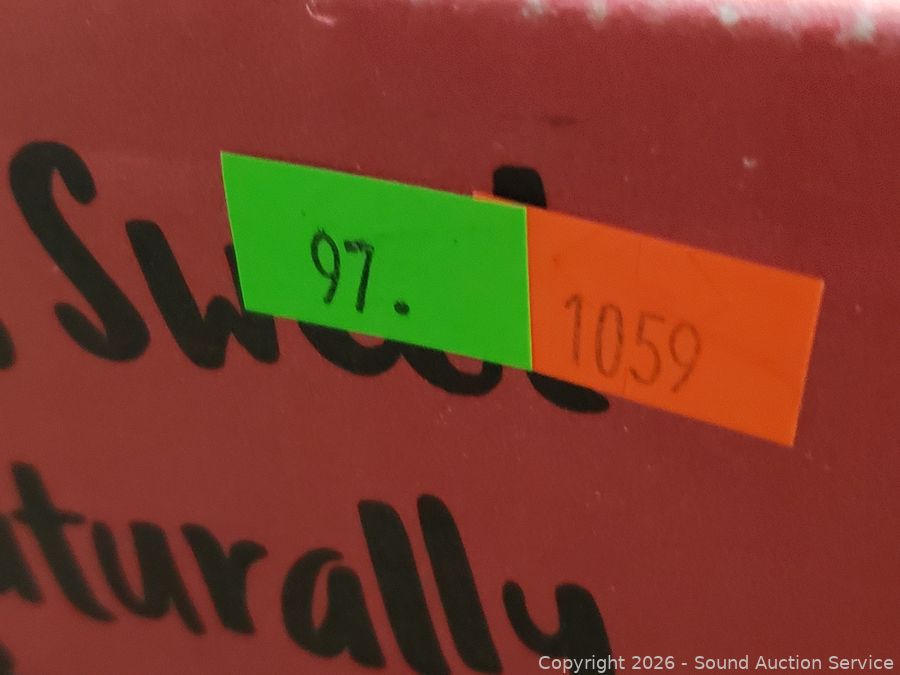 Sweet
97.
1059
aturally
Copyright 2026 - Sound Auction Service